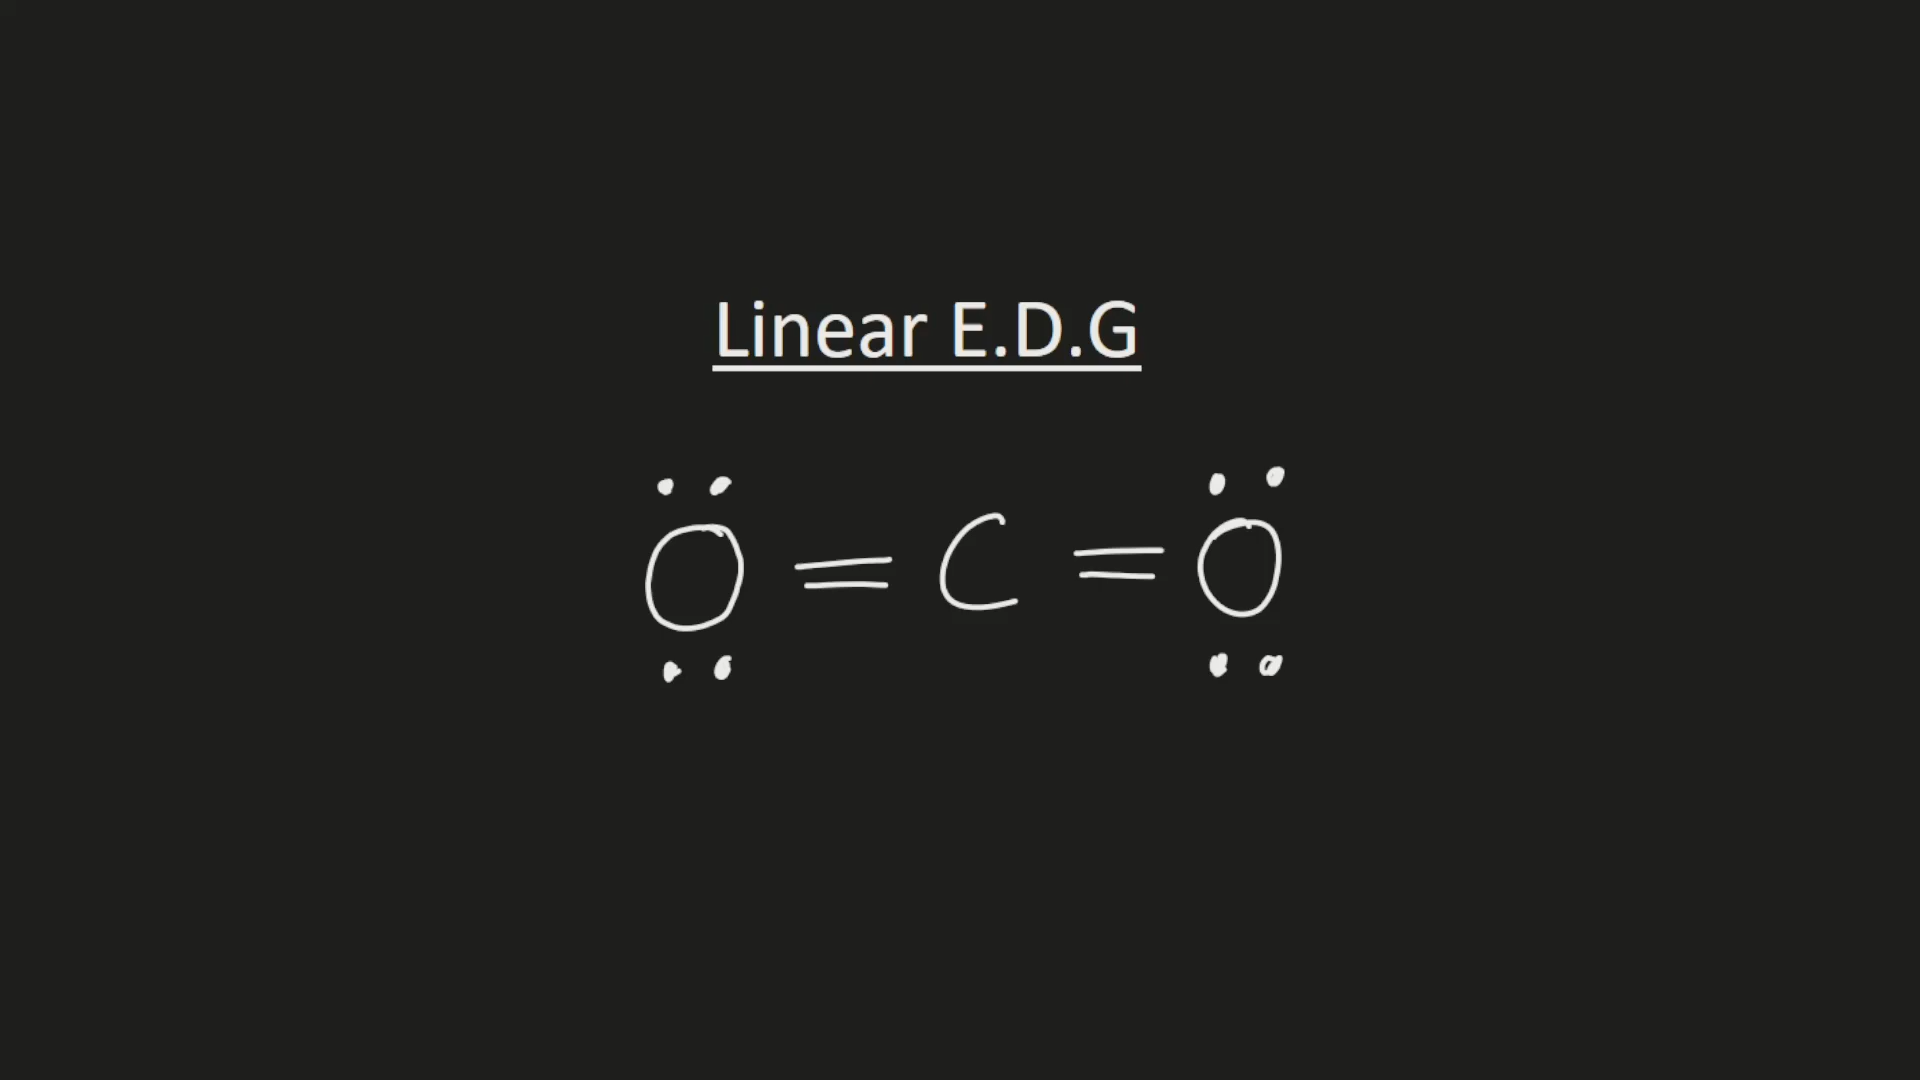 Linear E.D.G
O = C = O